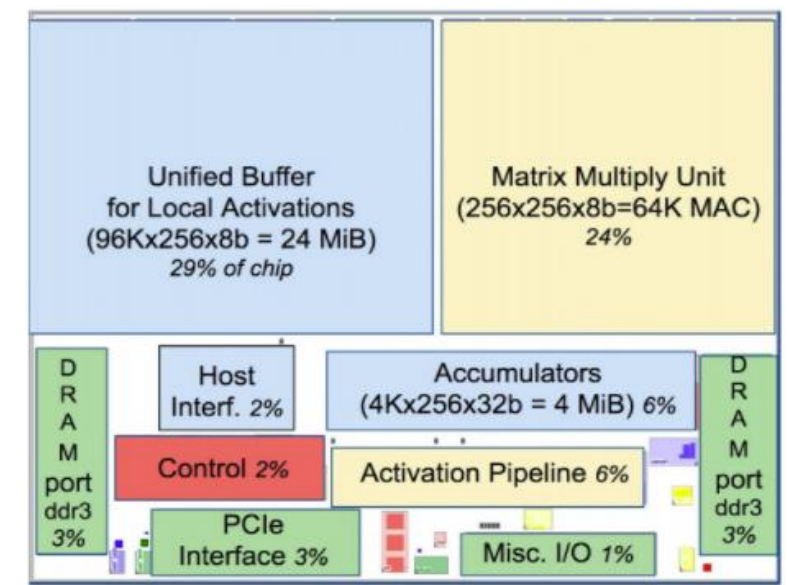 Unified Buffer
for Local Activations
(96Kx256x8b = 24 MiB)
29% of chip
Matrix Multiply Unit
(256x256x8b=64K MAC)
24%
D
R
A
M
port
ddr3
3%
Host
Interf. 2%
Accumulators
(4Kx256x32b = 4 MiB) 6%
D
R
A
M
port
ddr3
3%
Control 2%
Activation Pipeline 6%
PCIe
Interface 3%
Misc. I/O 1%